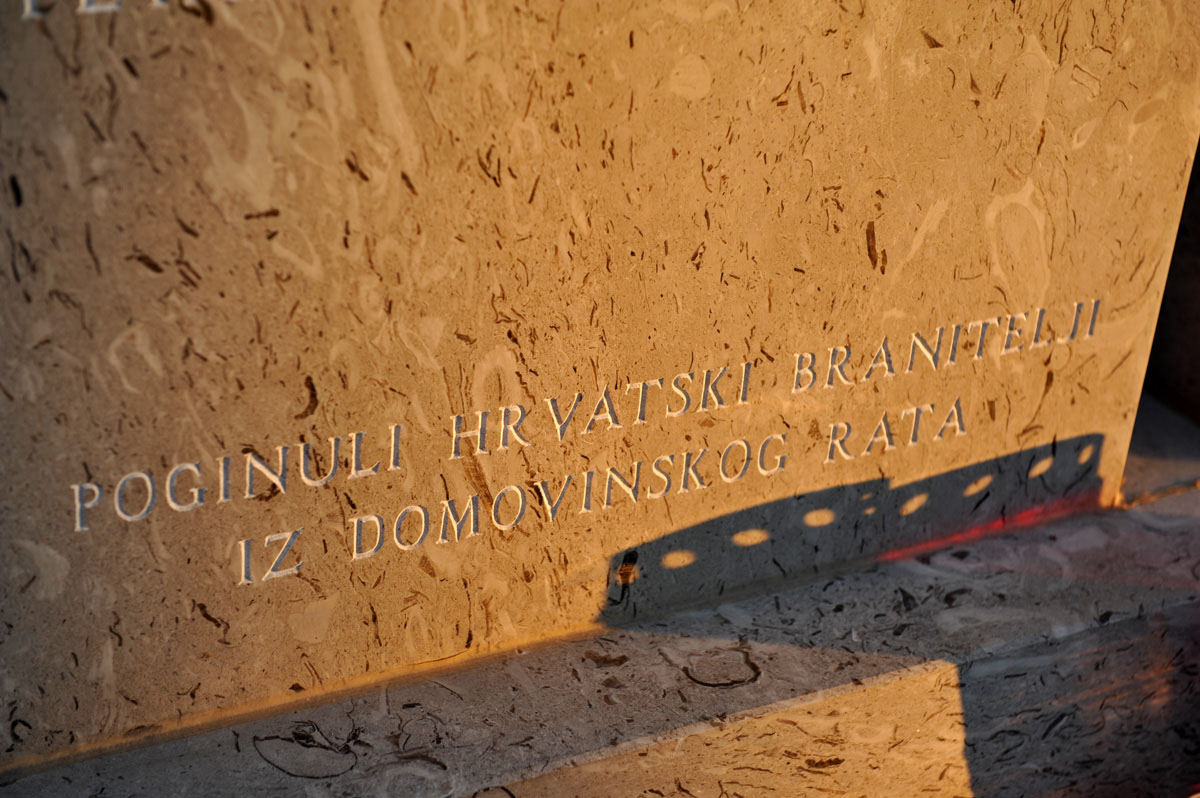 POGINULI HRVATSKI BRANITELJI
IZ DOMOVINSKOG RATA